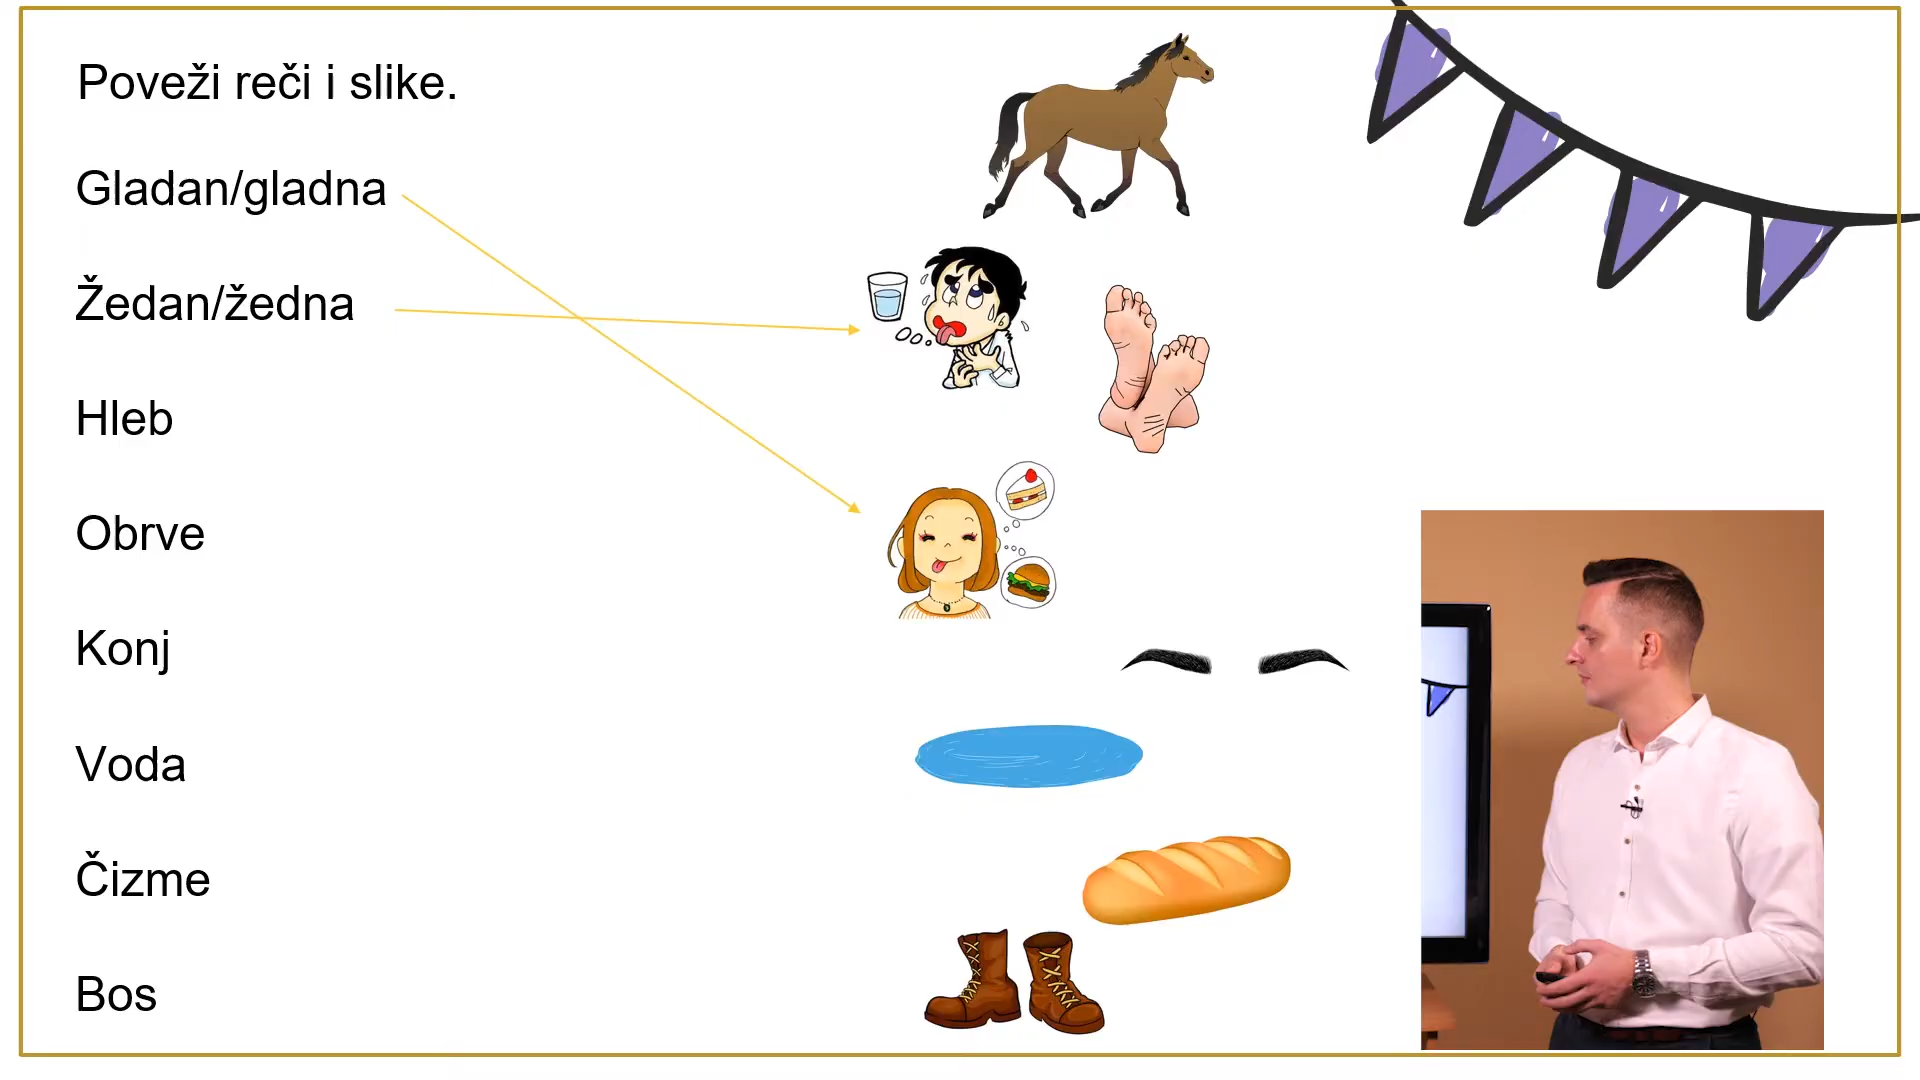 Poveži reči i slike.
Gladan/gladna
Žedan/žedna
Hleb
Obrve
Konj
Voda
Čizme
Bos